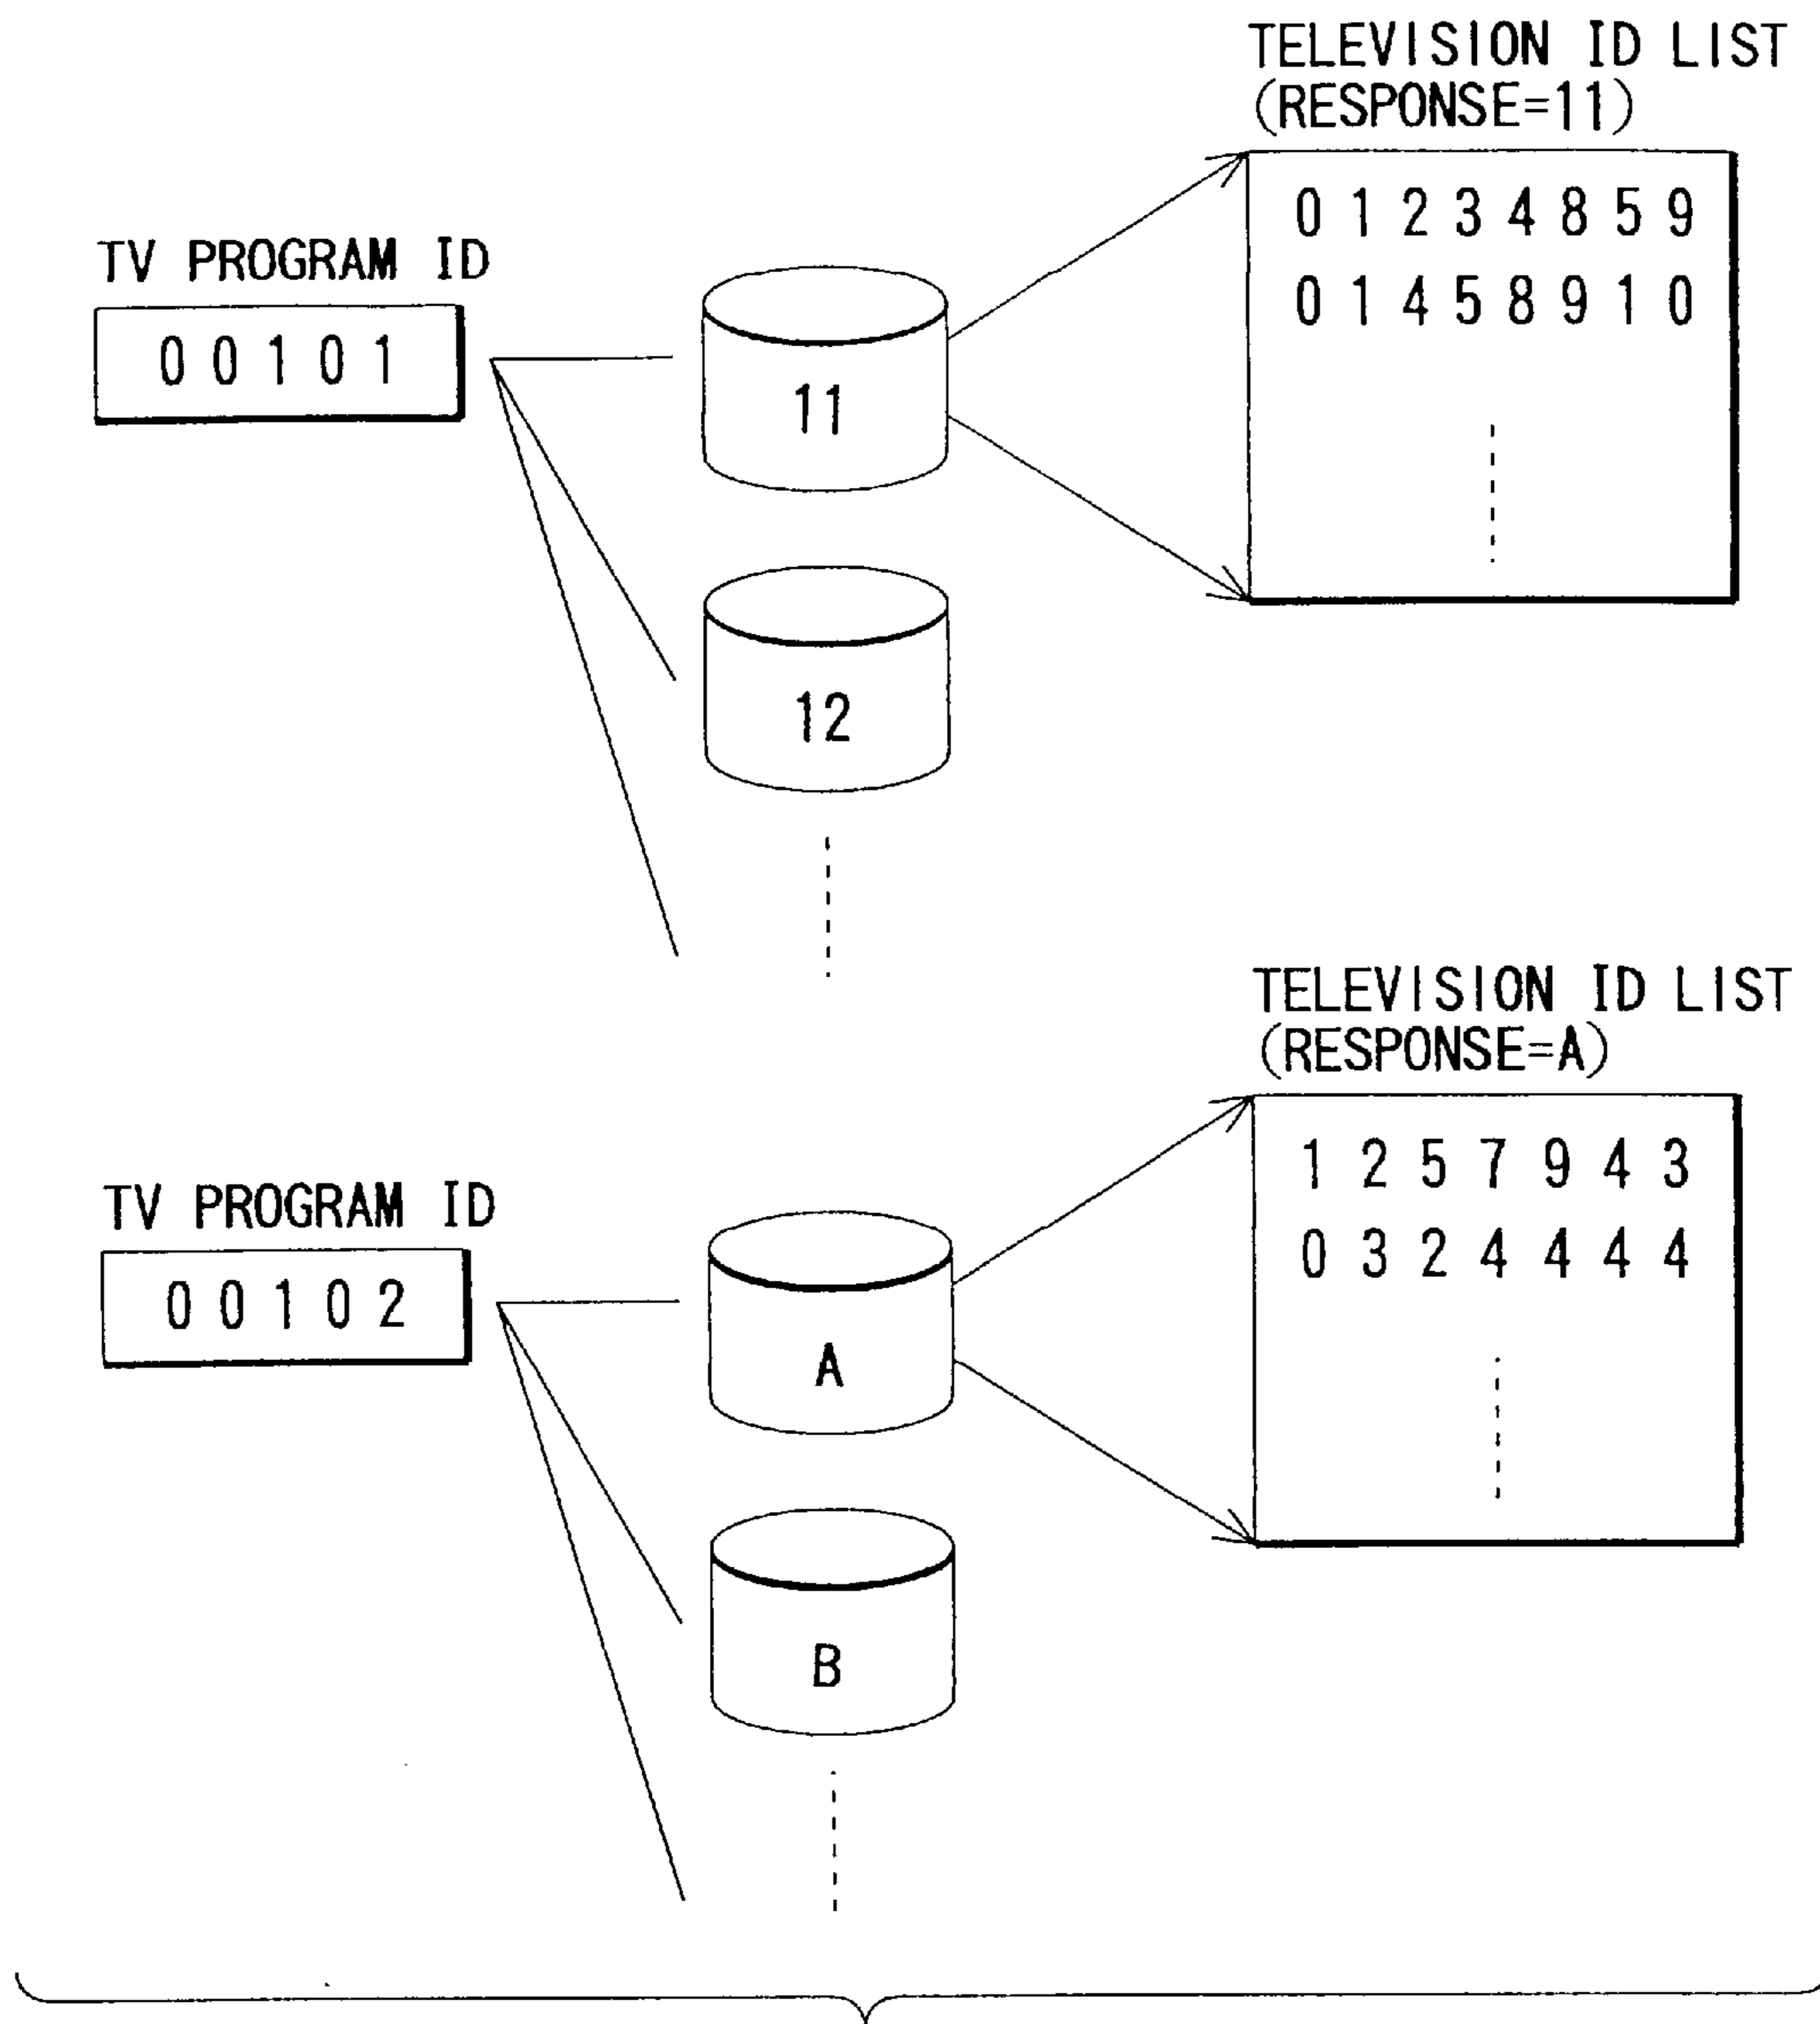 TELEVISION ID LIST
(RESPONSE=11)
0 1 2 3 4 8 5 9
0 1 4 5 8 9 1 0
TV PROGRAM ID
0 0 1 0 1
11
12
TELEVISION ID LIST
(RESPONSE=A)
1 2 5 7 9 4 3
0 3 2 4 4 4 4
TV PROGRAM ID
0 0 1 0 2
A
B